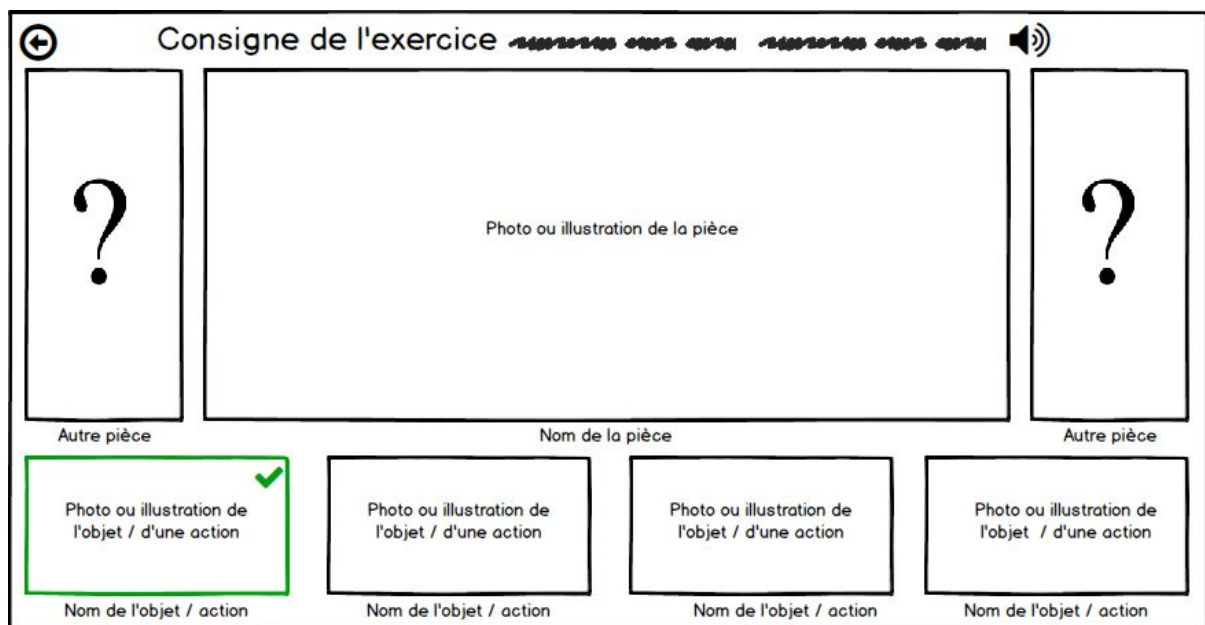 Consigne de l'exercice
?
?
Photo ou illustration de la pièce
Autre pièce
Nom de la pièce
Autre pièce
Photo ou illustration de
l'objet / d'une action
Photo ou illustration de
l'objet / d'une action
Photo ou illustration de
l'objet / d'une action
Photo ou illustration de
l'objet / d'une action
Nom de l'objet / action
Nom de l'objet / action
Nom de l'objet / action
Nom de l'objet / action